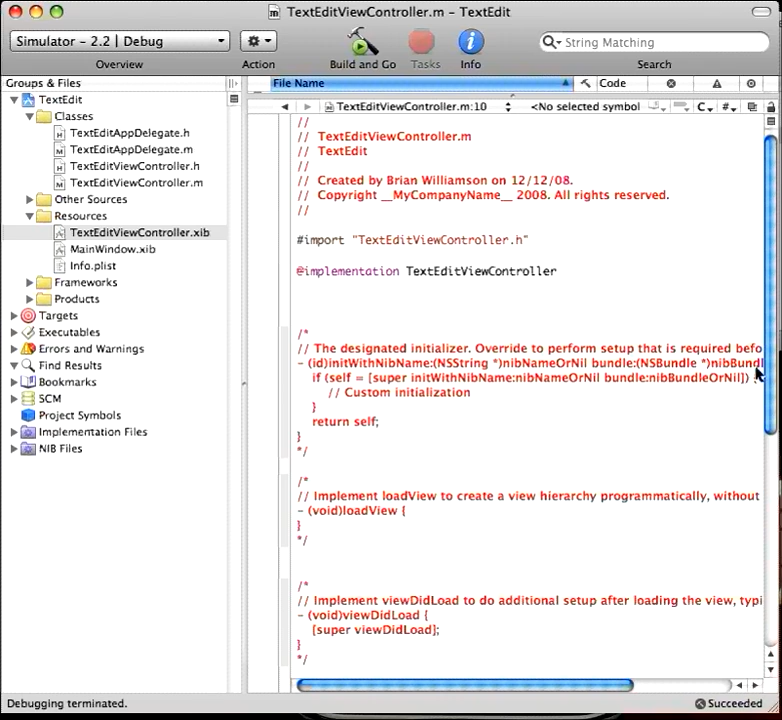 TextEditViewController.m – TextEdit
Simulator - 2.2 | Debug
String Matching
Overview
Action
Build and Go
Tasks
Info
Search
Groups & Files
File Name
Code
TextEdit
Classes
TextEditAppDelegate.h
TextEditAppDelegate.m
TextEditViewController.h
TextEditViewController.m
Other Sources
Resources
TextEditViewController.xib
MainWindow.xib
Info.plist
Frameworks
Products
Targets
Executables
Errors and Warnings
Find Results
Bookmarks
SCM
Project Symbols
Implementation Files
NIB Files
TextEditViewController.m:10
<No selected symbol
C
#
//
// TextEditViewController.m
// TextEdit
//
// Created by Brian Williamson on 12/12/08.
// Copyright __MyCompanyName__ 2008. All rights reserved.
//
#import "TextEditViewController.h"
@implementation TextEditViewController
/*
// The designated initializer. Override to perform setup that is required befo
- (id)initWithNibName:(NSString *)nibNameOrNil bundle:(NSBundle *)nibBundl
if (self = [super initWithNibName:nibNameOrNil bundle:nibBundleOrNil]) {
// Custom initialization
}
return self;
}
*/
/*
// Implement loadView to create a view hierarchy programmatically, without
- (void)loadView {
}
*/
/*
// Implement viewDidLoad to do additional setup after loading the view, typi
- (void)viewDidLoad {
[super viewDidLoad];
}
*/
Debugging terminated.
Succeeded